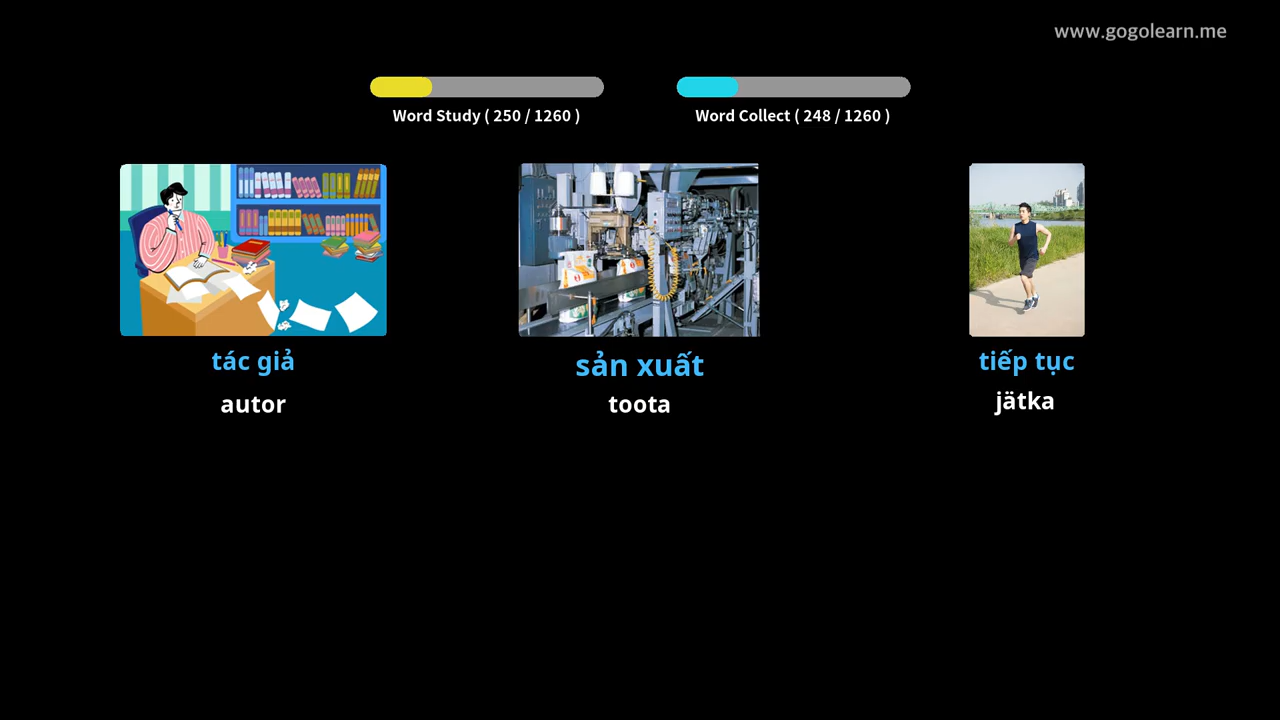 www.gogolearn.me
Word Study ( 250 / 1260 )
Word Collect ( 248 / 1260 )
tác giả
autor
sản xuất
toota
tiếp tục
jätka